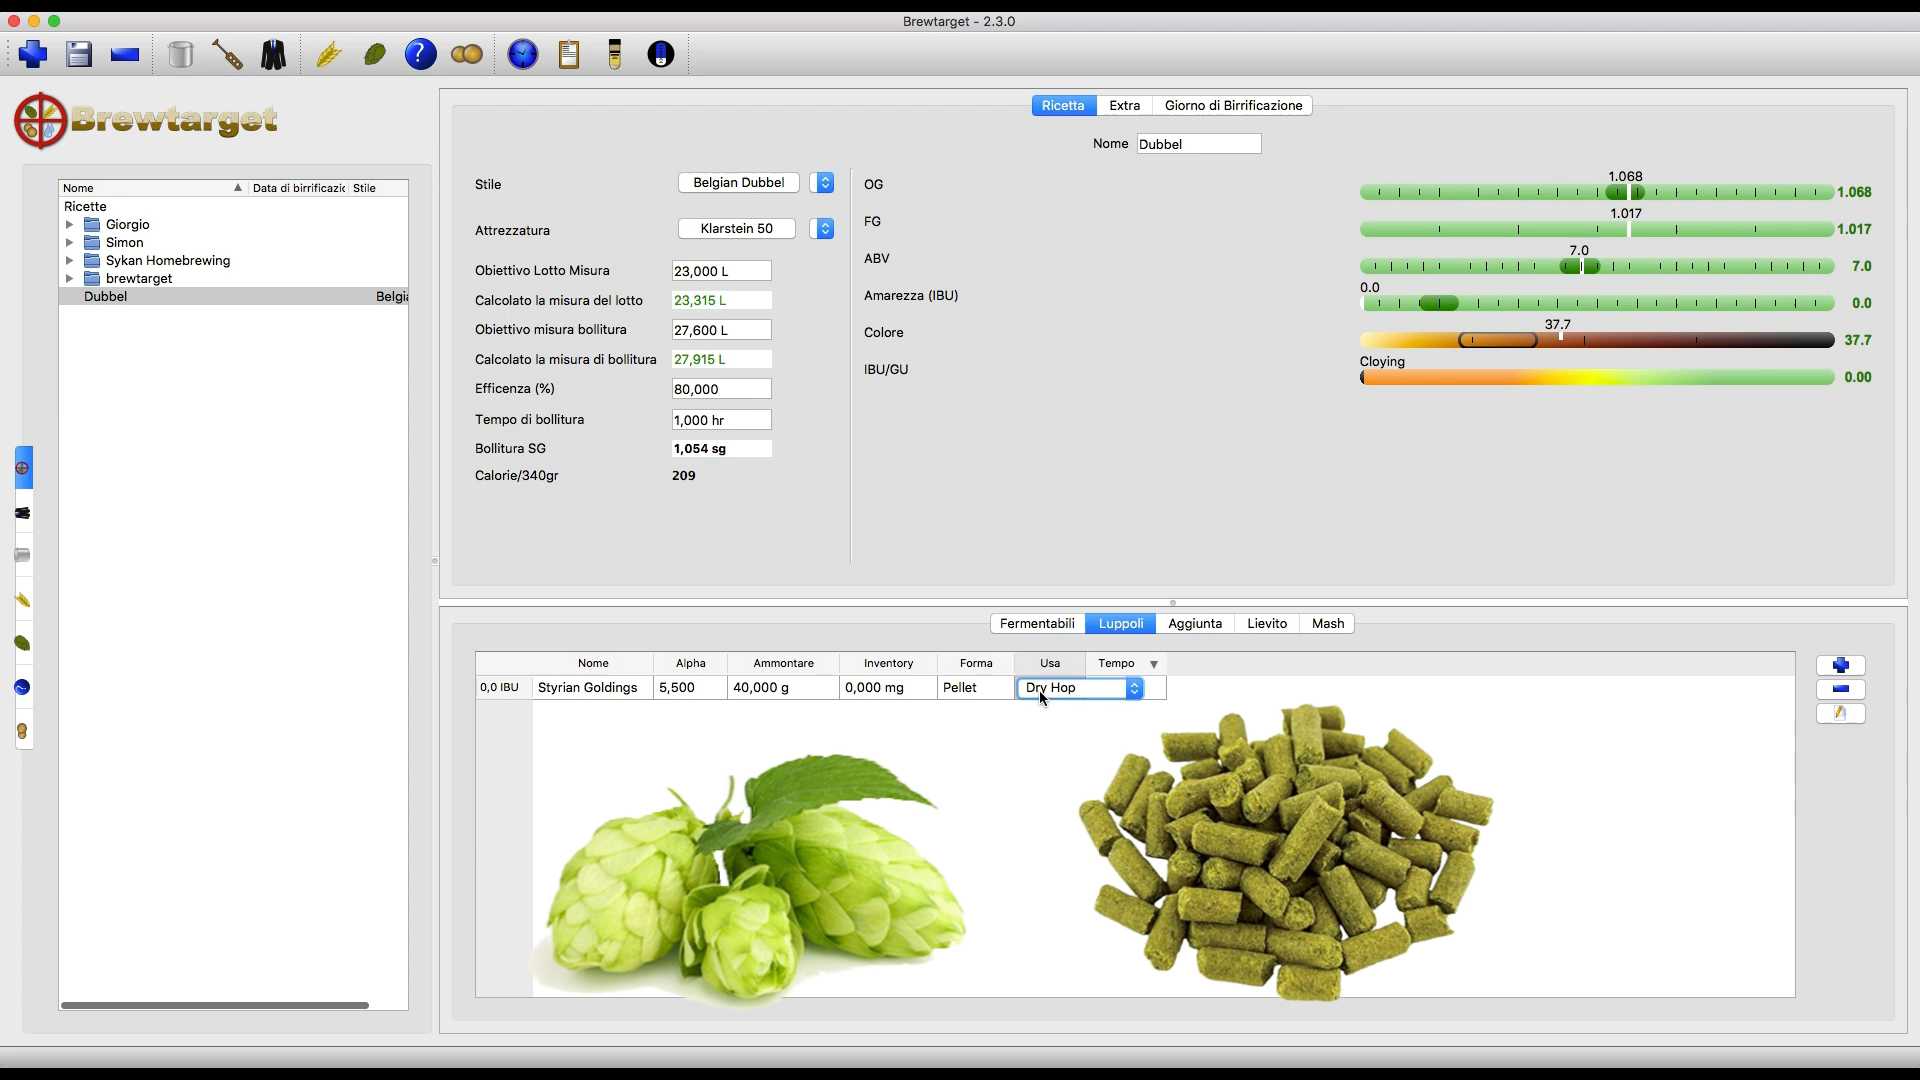 Brewtarget - 2.3.0
Brewtarget
Nome Data di birrificazic Stile
Ricette
Giorgio
Simon
Sykan Homebrewing
brewtarget
Dubbel Belgia
Ricetta Extra Giorno di Birrificazione
Nome Dubbel
Stile Belgian Dubbel
Attrezzatura Klarstein 50
Obiettivo Lotto Misura 23,000 L
Calcolato la misura del lotto 23,315 L
Obiettivo misura bollitura 27,600 L
Calcolato la misura di bollitura 27,915 L
Efficenza (%) 80,000
Tempo di bollitura 1,000 hr
Bollitura SG 1,054 sg
Calorie/340gr 209
OG 1.068 1.068
FG 1.017 1.017
ABV 7.0 7.0
Amarezza (IBU) 0.0 0.0
Colore 37.7 37.7
IBU/GU Cloying 0.00
Fermentabili Luppoli Aggiunta Lievito Mash
Nome Alpha Ammontare Inventory Forma Usa Tempo
0,0 IBU Styrian Goldings 5,500 40,000 g 0,000 mg Pellet Dry Hop